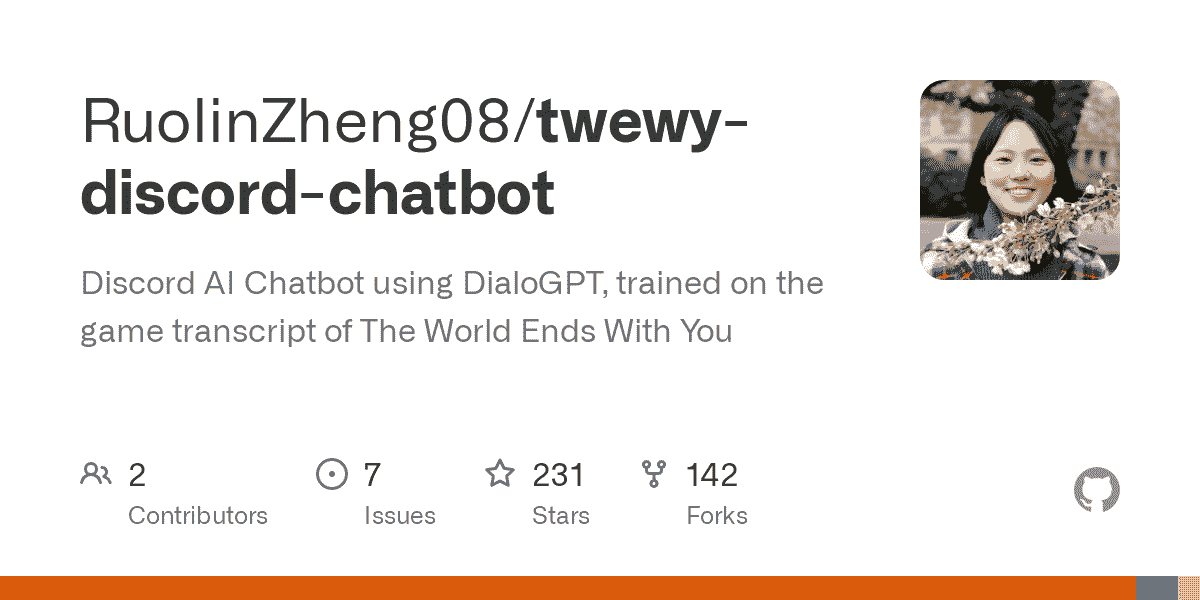 RuolinZheng08/twewy-
discord-chatbot
Discord AI Chatbot using DialoGPT, trained on the
game transcript of The World Ends With You
2
Contributors
7
Issues
231
Stars
142
Forks